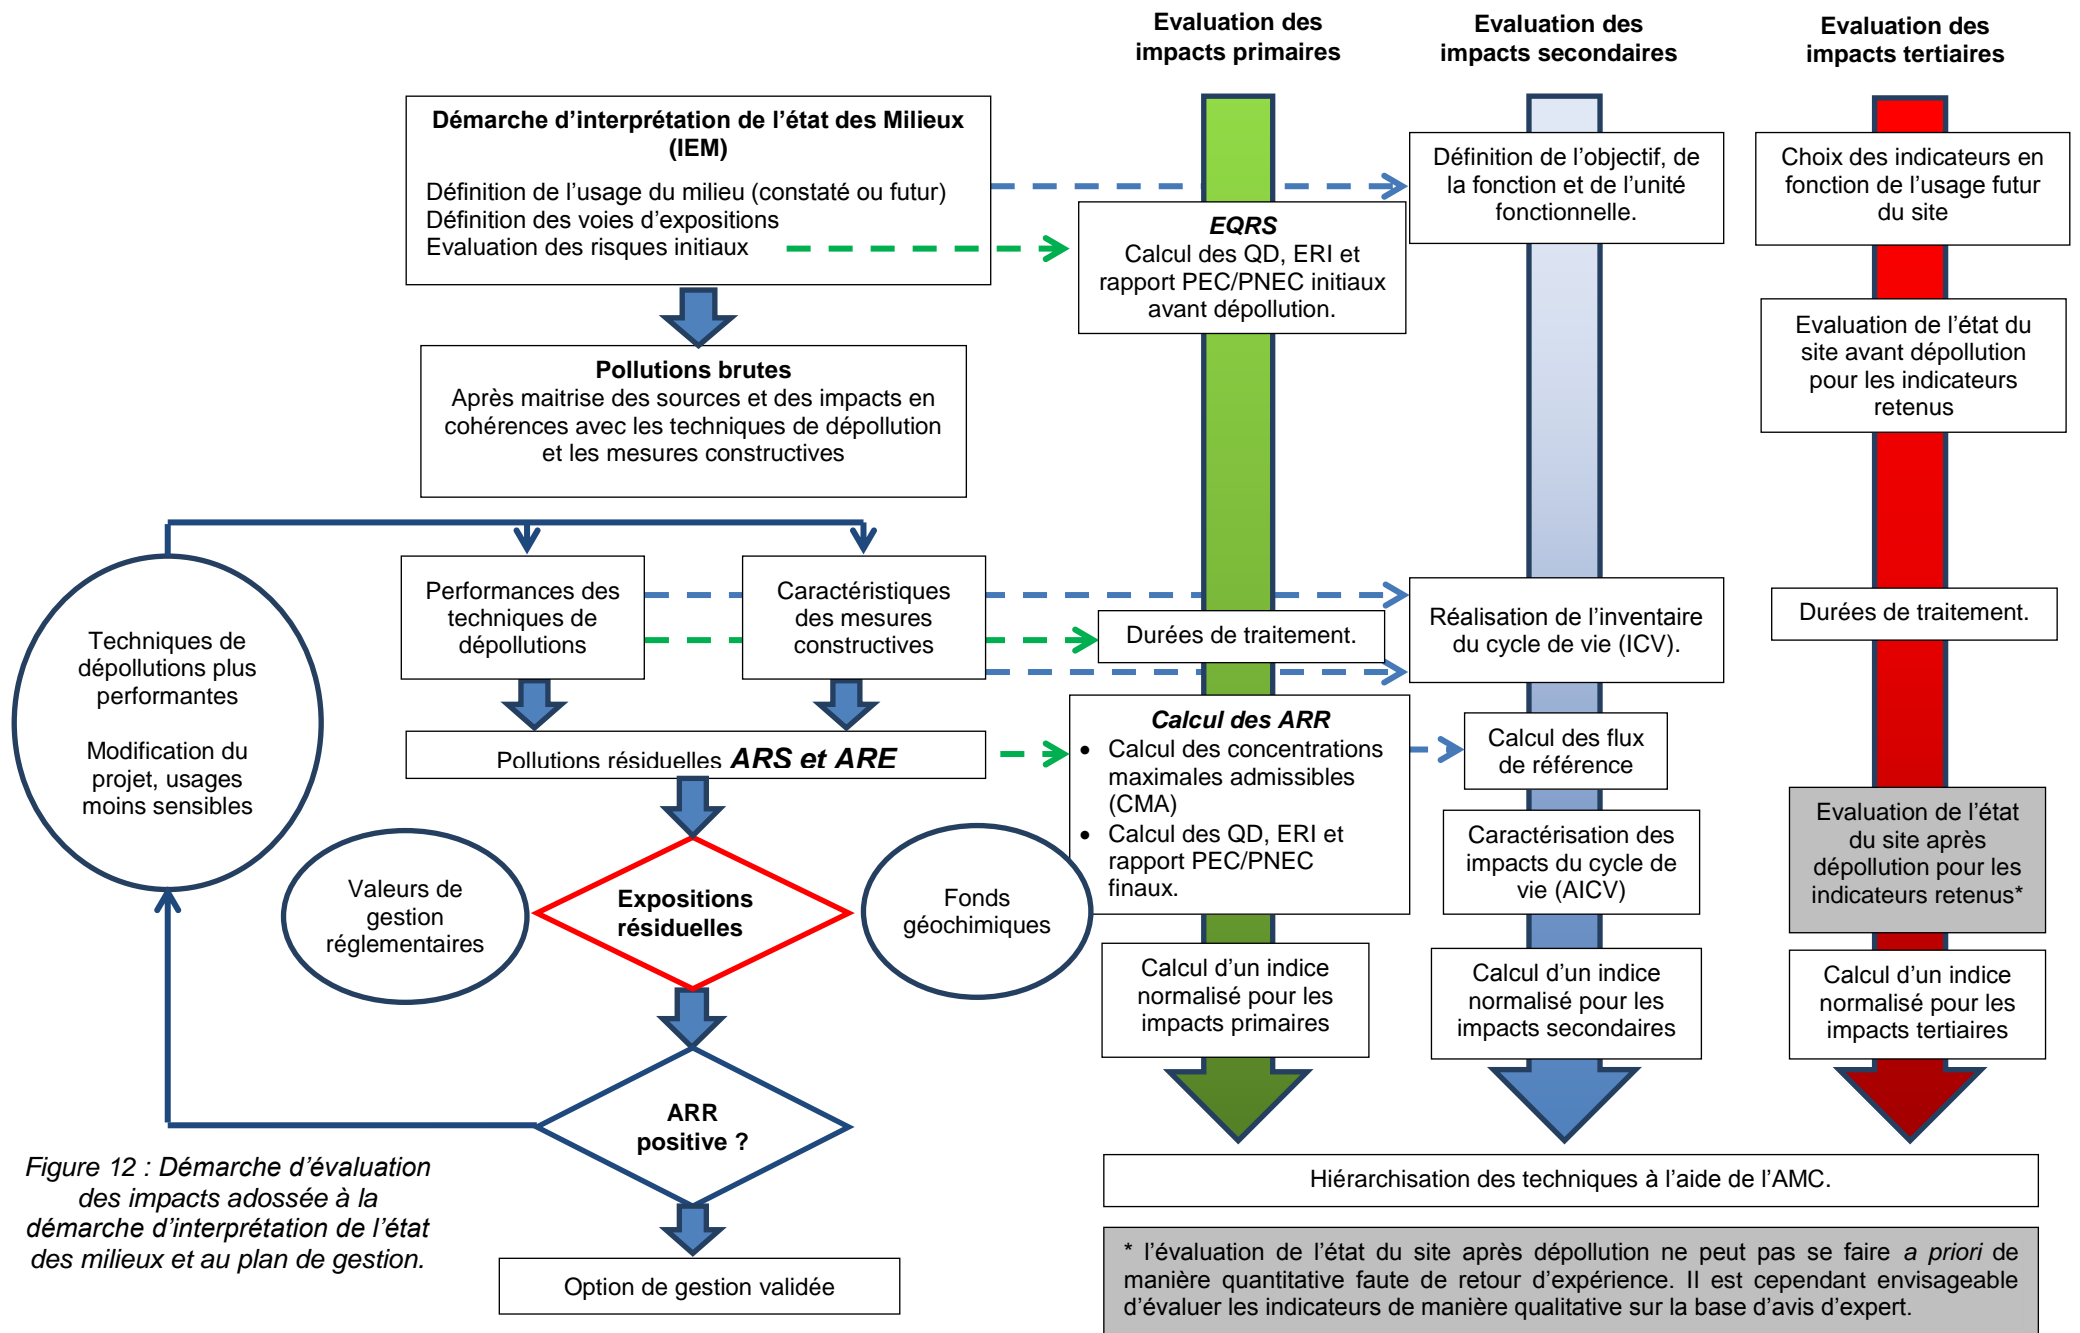 Evaluation des
impacts primaires
Evaluation des
impacts secondaires
Evaluation des
impacts tertiaires
Démarche d’interprétation de l’état des Milieux
(IEM)
Définition de l’usage du milieu (constaté ou futur)
Définition des voies d’expositions
Evaluation des risques initiaux
EQRS
Calcul des QD, ERI et
rapport PEC/PNEC initiaux
avant dépollution.
Définition de l’objectif, de
la fonction et de l’unité
fonctionnelle.
Choix des indicateurs en
fonction de l’usage futur
du site
Evaluation de l’état du
site avant dépollution
pour les indicateurs
retenus
Pollutions brutes
Après maitrise des sources et des impacts en
cohérences avec les techniques de dépollution
et les mesures constructives
Techniques de
dépollutions plus
performantes
Modification du
projet, usages
moins sensibles
Performances des
techniques de
dépollutions
Caractéristiques
des mesures
constructives
Durées de traitement.
Réalisation de l’inventaire
du cycle de vie (ICV).
Durées de traitement.
Pollutions résiduelles ARS et ARE
Calcul des ARR
• Calcul des concentrations
maximales admissibles
(CMA)
• Calcul des QD, ERI et
rapport PEC/PNEC
finaux.
Calcul des flux
de référence
Caractérisation des
impacts du cycle de
vie (AICV)
Evaluation de l’état
du site après
dépollution pour les
indicateurs retenus*
Valeurs de
gestion
réglementaires
Expositions
résiduelles
Fonds
géochimiques
Calcul d’un indice
normalisé pour les
impacts primaires
Calcul d’un indice
normalisé pour les
impacts secondaires
Calcul d’un indice
normalisé pour les
impacts tertiaires
ARR
positive ?
Option de gestion validée
Figure 12 : Démarche d’évaluation
des impacts adossée à la
démarche d’interprétation de l’état
des milieux et au plan de gestion.
Hiérarchisation des techniques à l’aide de l’AMC.
* l’évaluation de l’état du site après dépollution ne peut pas se faire a priori de
manière quantitative faute de retour d’expérience. Il est cependant envisageable
d’évaluer les indicateurs de manière qualitative sur la base d’avis d’expert.